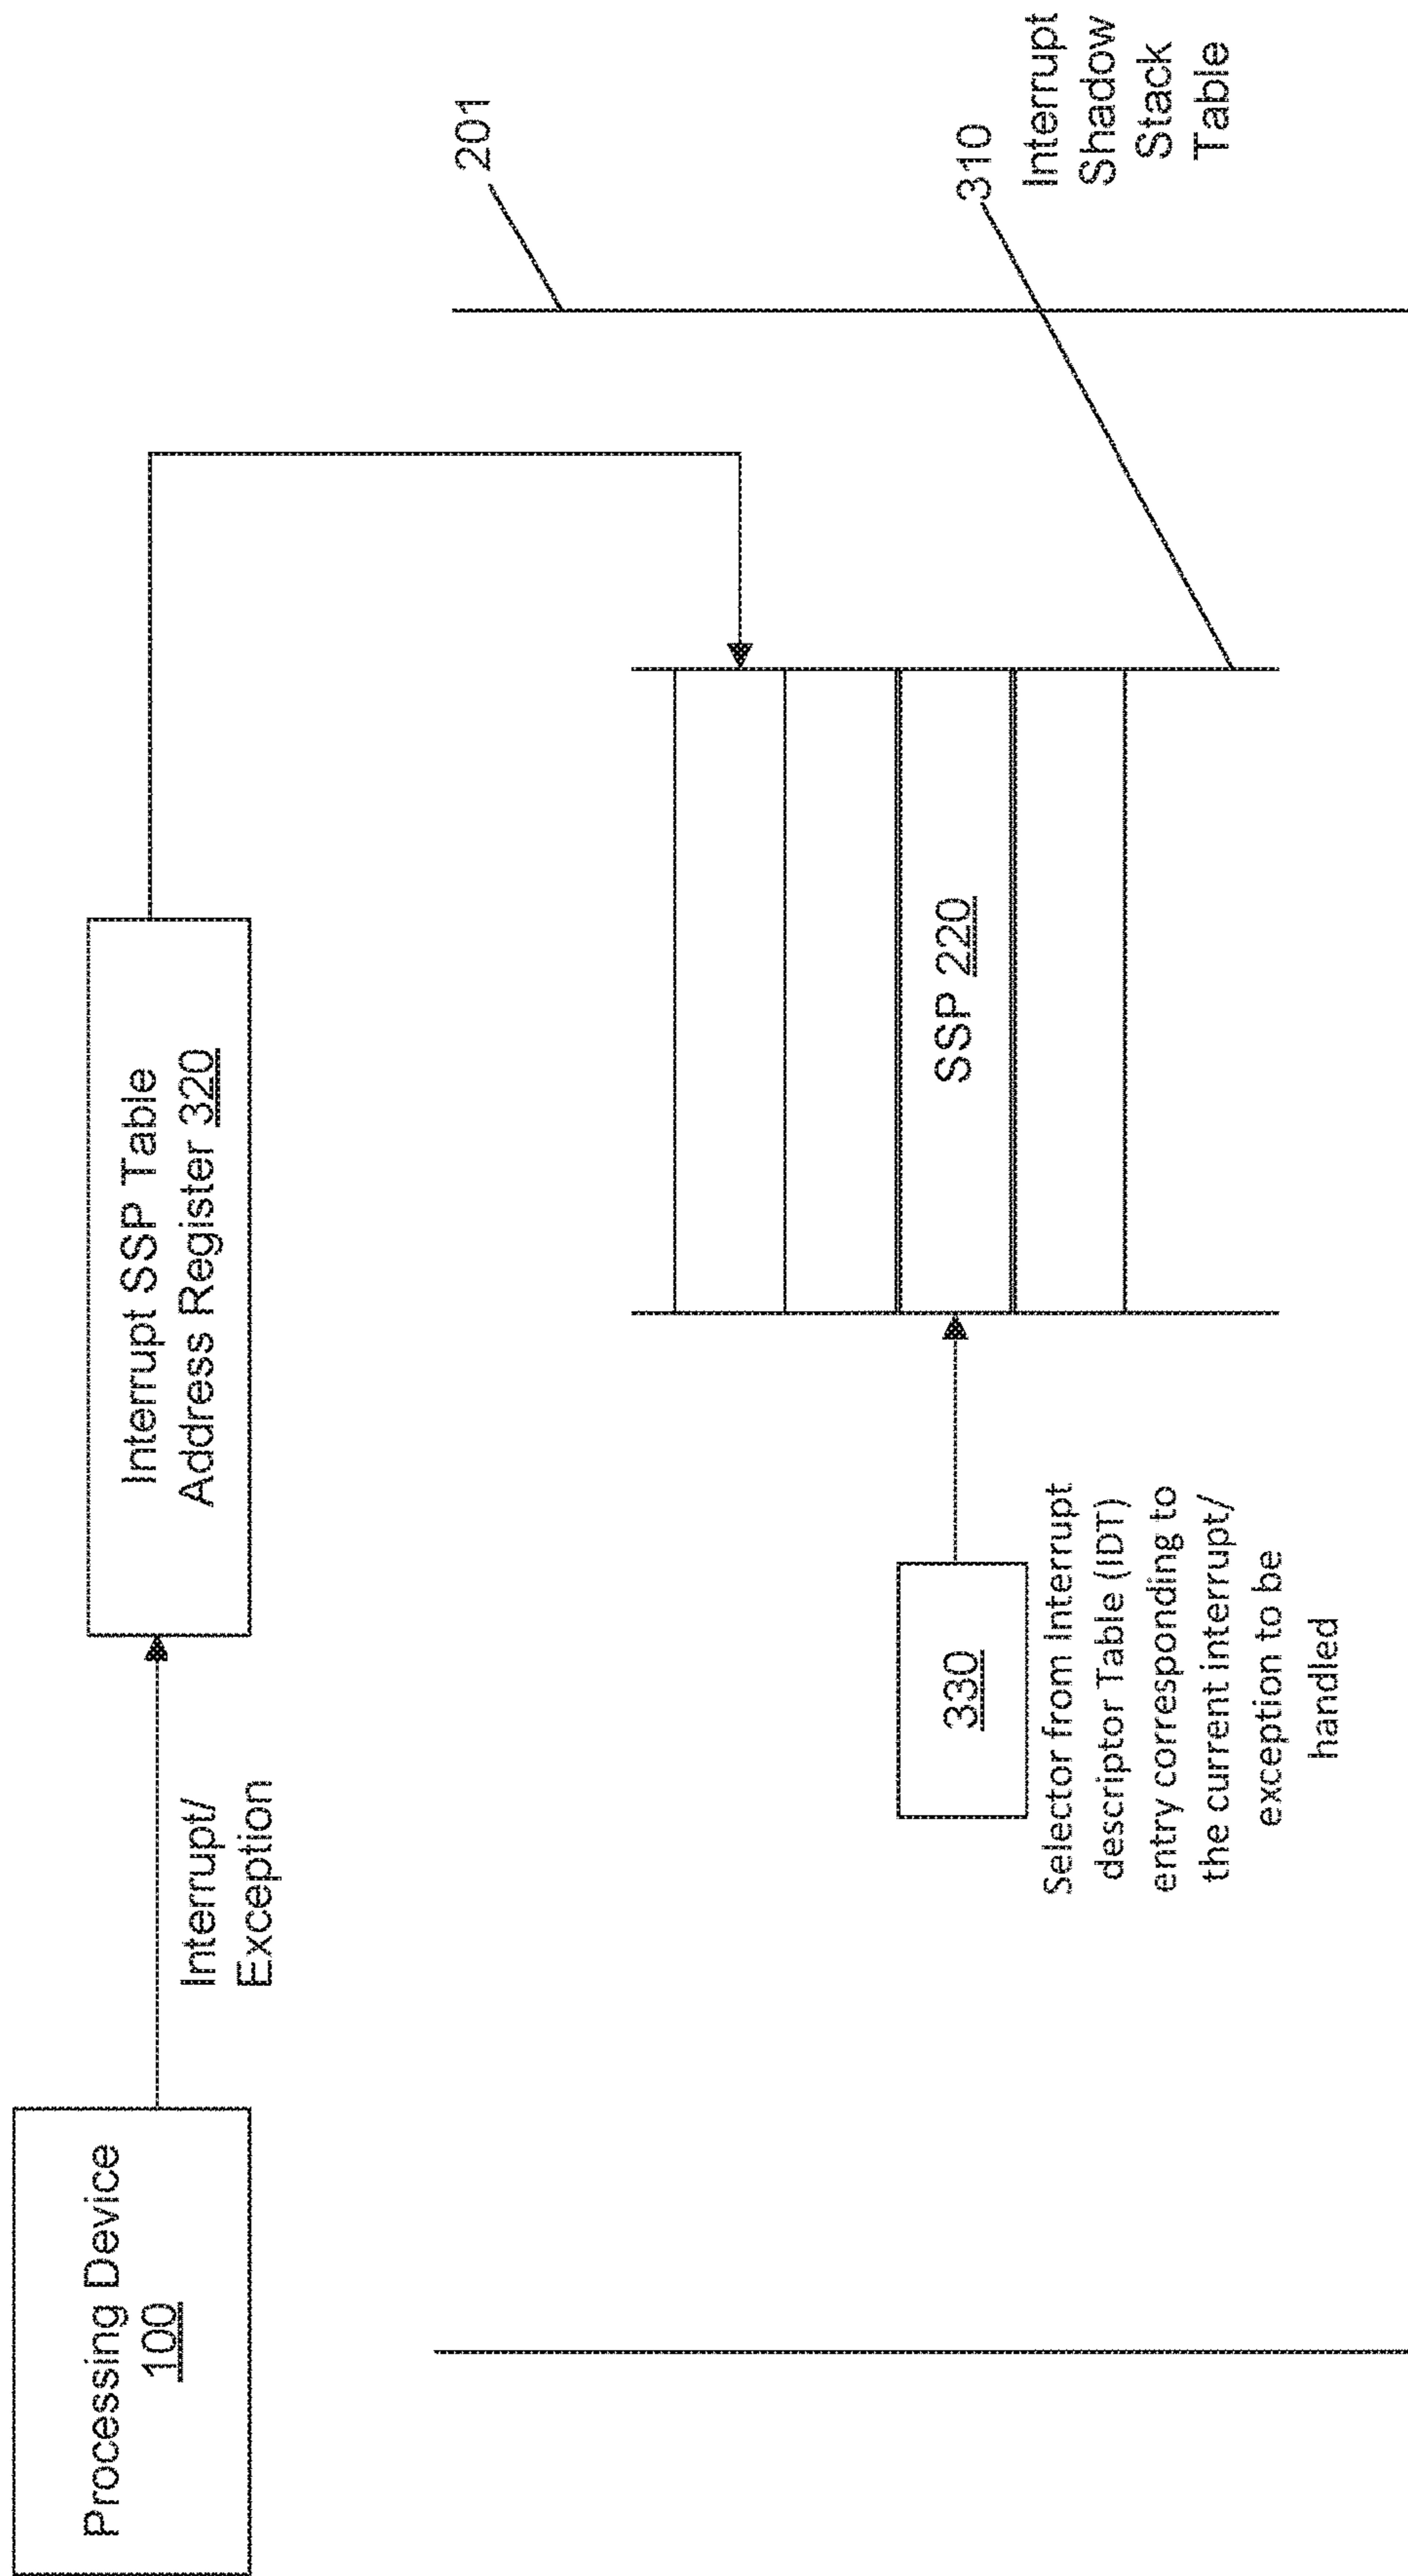 Processing Device
100
Interrupt/
Exception
Interrupt SSP Table
Address Register 320
201
310
Interrupt
Shadow
Stack
Table
SSP 220
330
Selector from Interrupt
descriptor Table (IDT)
entry corresponding to
the current interrupt/
exception to be
handled